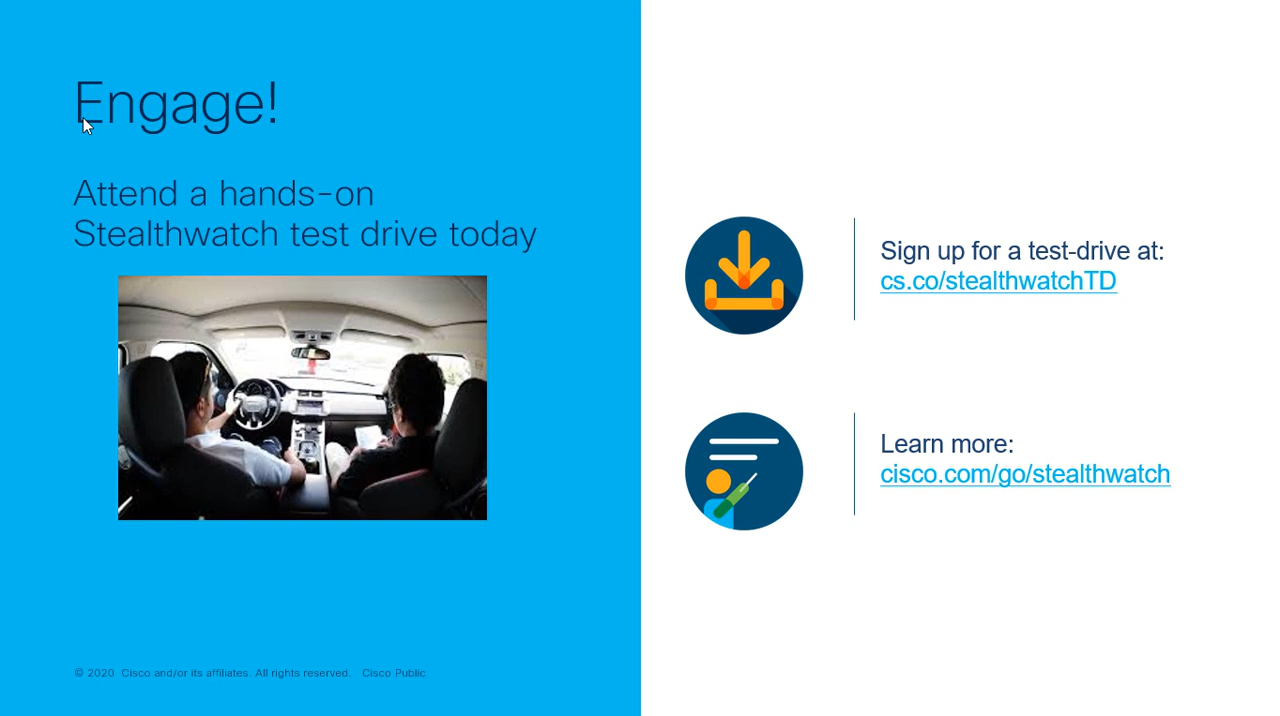 Engage!
Attend a hands-on
Stealthwatch test drive today
Sign up for a test-drive at:
cs.co/stealthwatchTD
Learn more:
cisco.com/go/stealthwatch
© 2020 Cisco and/or its affiliates. All rights reserved. Cisco Public